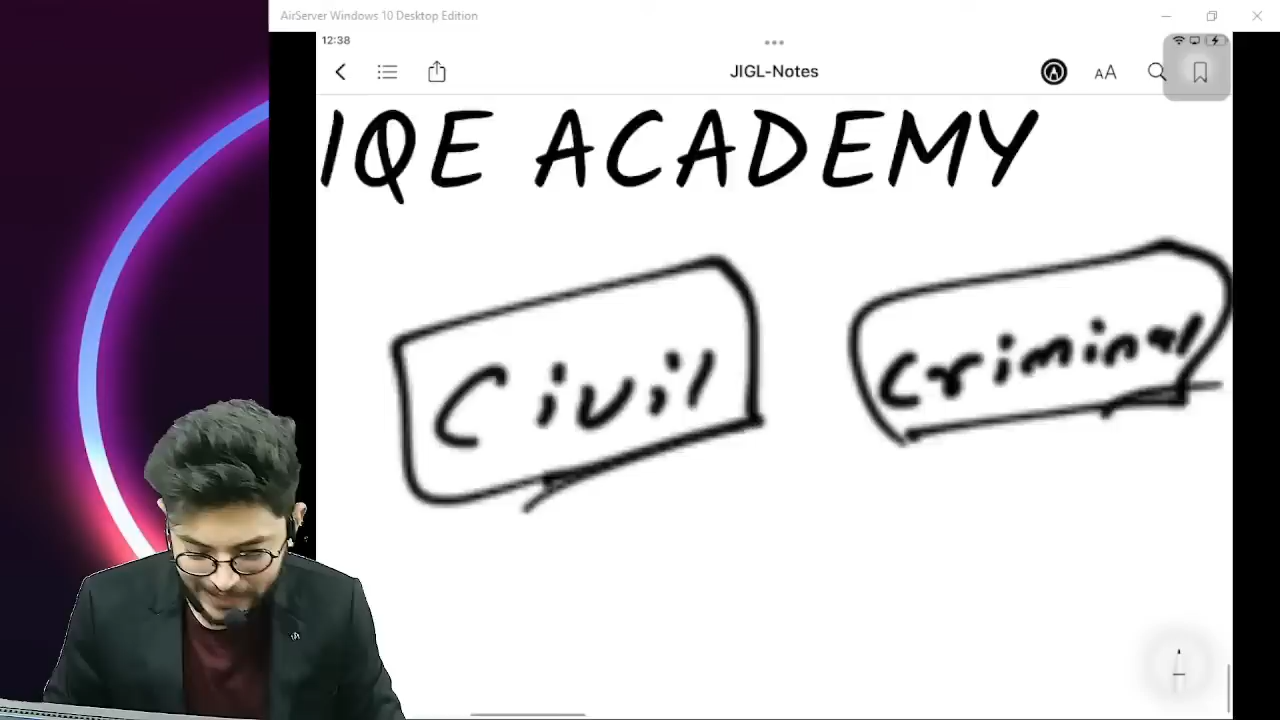 AirServer Windows 10 Desktop Edition
12:38
JIGL-Notes
AA
IQE ACADEMY
Civil
Criminal